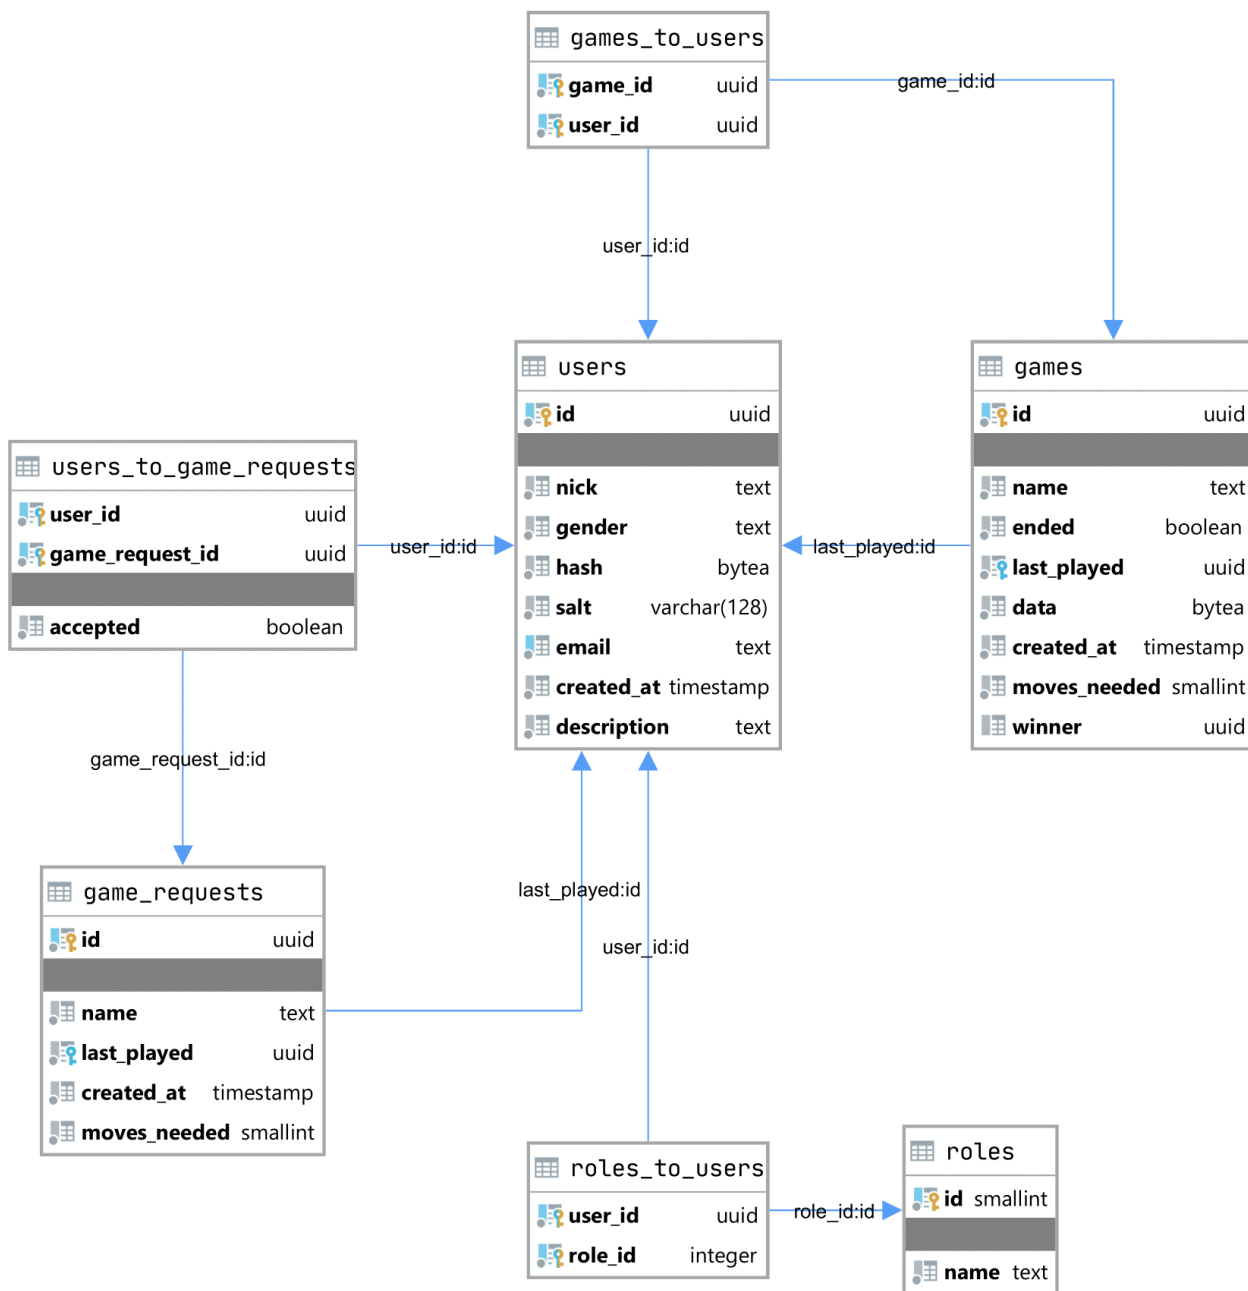 games_to_users
game_id uuid
user_id uuid
game_id:id
user_id:id
users
id uuid
nick text
gender text
hash bytea
salt varchar(128)
email text
created_at timestamp
description text
games
id uuid
name text
ended boolean
last_played uuid
data bytea
created_at timestamp
moves_needed smallint
winner uuid
users_to_game_requests
user_id uuid
game_request_id uuid
accepted boolean
user_id:id
last_played:id
game_request_id:id
game_requests
id uuid
name text
last_played uuid
created_at timestamp
moves_needed smallint
last_played:id
user_id:id
roles_to_users
user_id uuid
role_id integer
role_id:id
roles
id smallint
name text